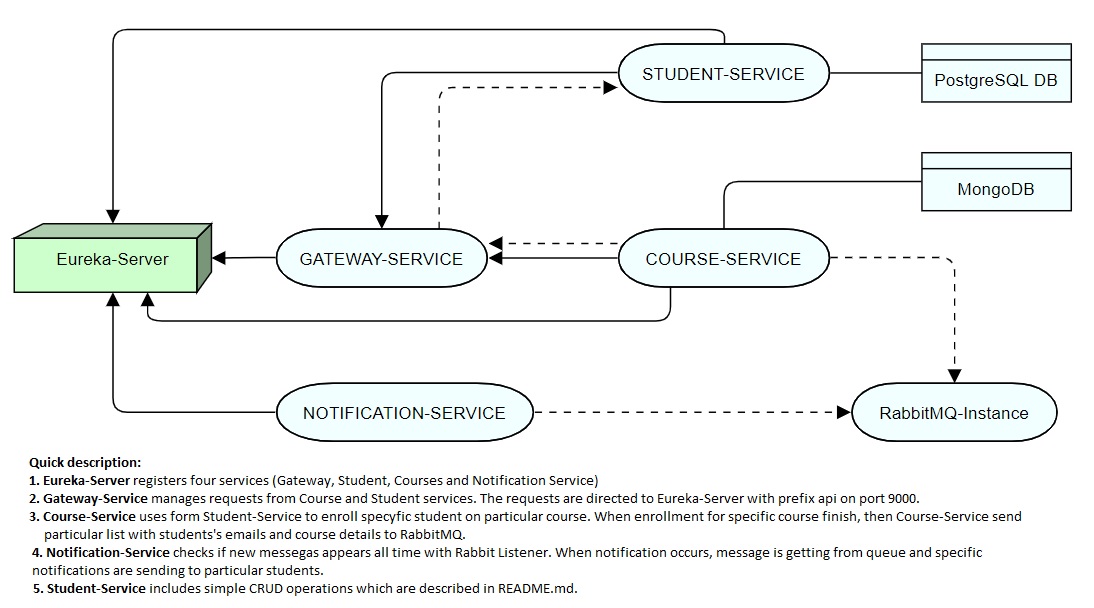 STUDENT-SERVICE
PostgreSQL DB
MongoDB
Eureka-Server
GATEWAY-SERVICE
COURSE-SERVICE
NOTIFICATION-SERVICE
RabbitMQ-Instance
Quick description:
1. Eureka-Server registers four services (Gateway, Student, Courses and Notification Service)
2. Gateway-Service manages requests from Course and Student services. The requests are directed to Eureka-Server with prefix api on port 9000.
3. Course-Service uses form Student-Service to enroll specyfic student on particular course. When enrollment for specific course finish, then Course-Service send
particular list with students's emails and course details to RabbitMQ.
4. Notification-Service checks if new messegas appears all time with Rabbit Listener. When notification occurs, message is getting from queue and specific
notifications are sending to particular students.
5. Student-Service includes simple CRUD operations which are described in README.md.